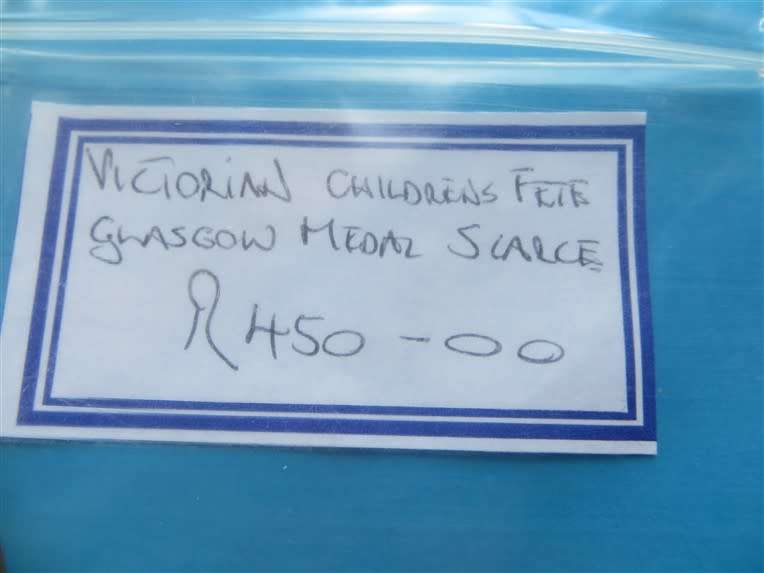 VICTORIAN CHILDRENS FETE
GLASGOW MEDAL SCARCE
R450-00